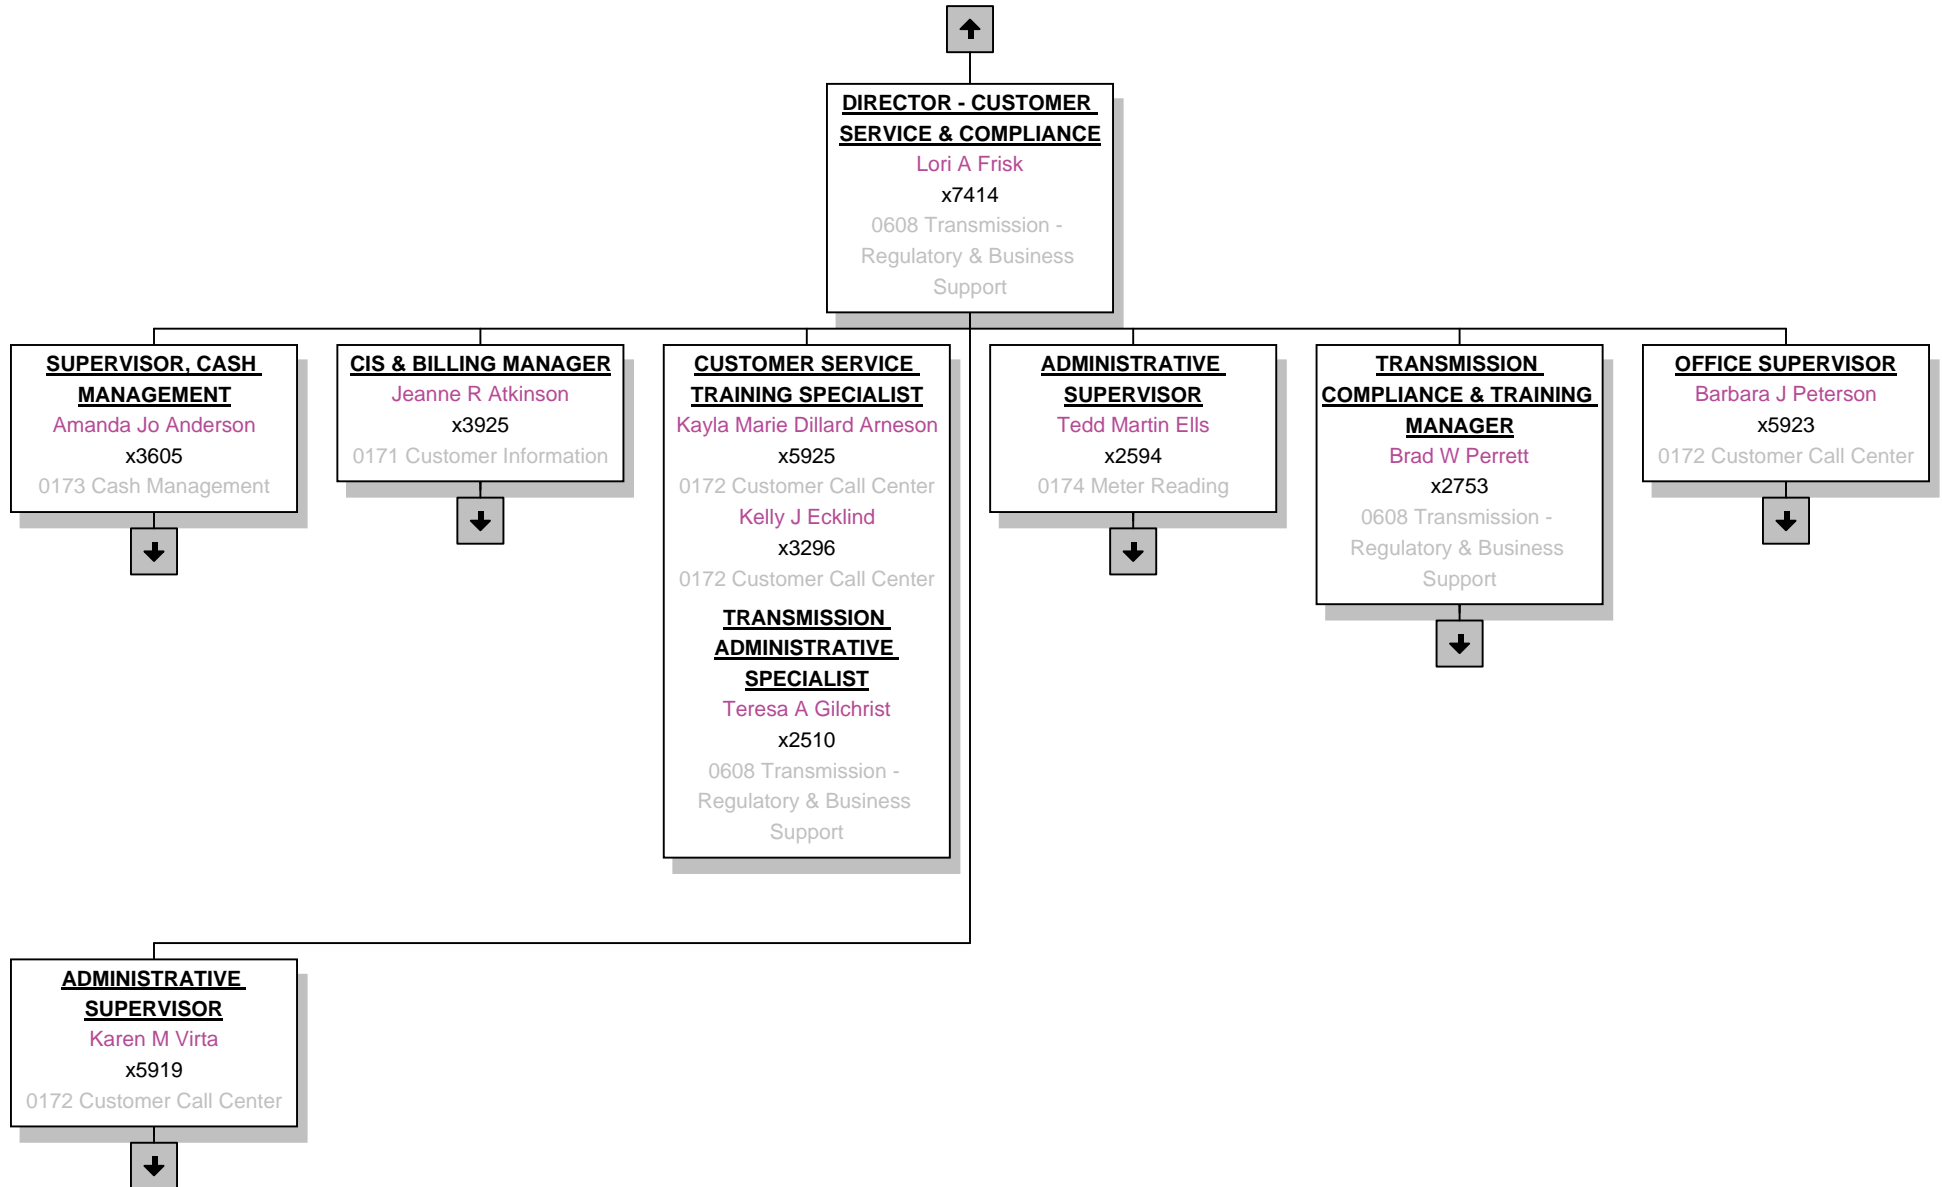 DIRECTOR - CUSTOMER
SERVICE & COMPLIANCE
Lori A Frisk
x7414
0608 Transmission -
Regulatory & Business
Support
SUPERVISOR, CASH
MANAGEMENT
Amanda Jo Anderson
x3605
0173 Cash Management
CIS & BILLING MANAGER
Jeanne R Atkinson
x3925
0171 Customer Information
CUSTOMER SERVICE
TRAINING SPECIALIST
Kayla Marie Dillard Arneson
x5925
0172 Customer Call Center
Kelly J Ecklind
x3296
0172 Customer Call Center
TRANSMISSION
ADMINISTRATIVE
SPECIALIST
Teresa A Gilchrist
x2510
0608 Transmission -
Regulatory & Business
Support
ADMINISTRATIVE
SUPERVISOR
Tedd Martin Ells
x2594
0174 Meter Reading
TRANSMISSION
COMPLIANCE & TRAINING
MANAGER
Brad W Perrett
x2753
0608 Transmission -
Regulatory & Business
Support
OFFICE SUPERVISOR
Barbara J Peterson
x5923
0172 Customer Call Center
ADMINISTRATIVE
SUPERVISOR
Karen M Virta
x5919
0172 Customer Call Center